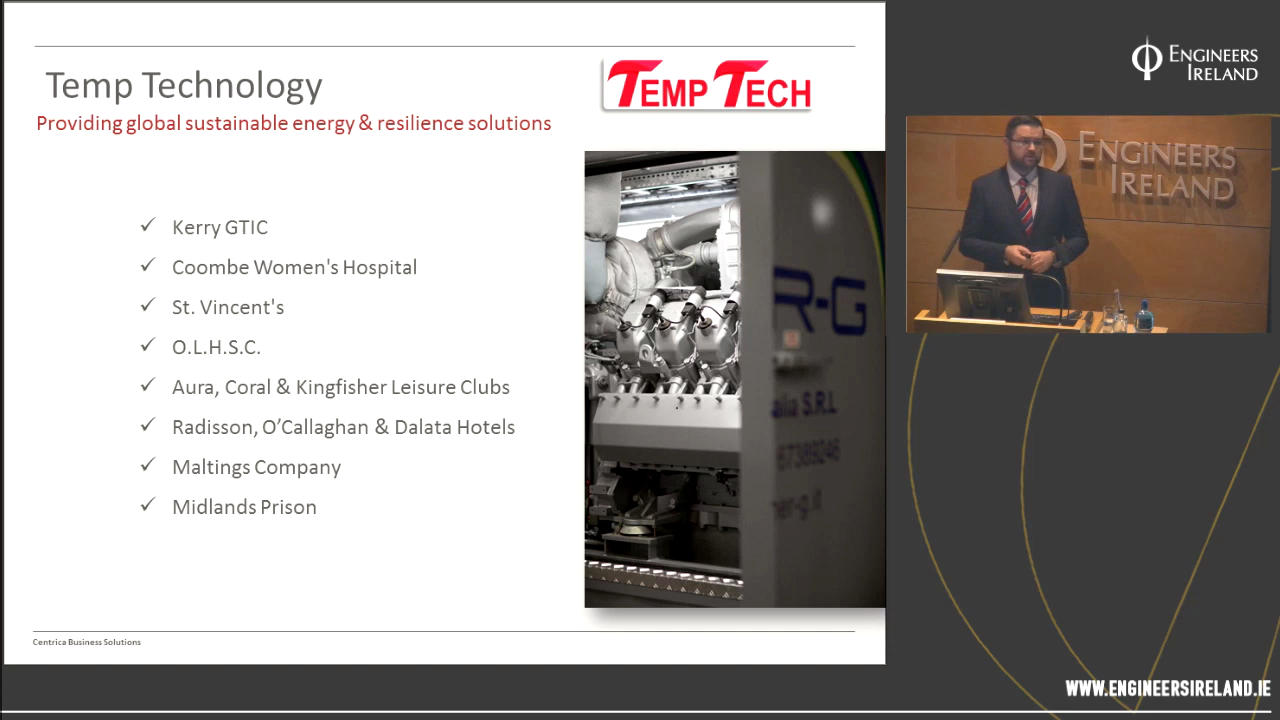 Temp Technology
Providing global sustainable energy & resilience solutions
TEMP TECH
✓ Kerry GTIC
✓ Coombe Women's Hospital
✓ St. Vincent's
✓ O.L.H.S.C.
✓ Aura, Coral & Kingfisher Leisure Clubs
✓ Radisson, O’Callaghan & Dalata Hotels
✓ Maltings Company
✓ Midlands Prison
R-G
alia S.R.L
Centrica Business Solutions
ENGINEERS
IRELAND
ENGINEERS
IRELAND
WWW.ENGINEERSIRELAND.IE